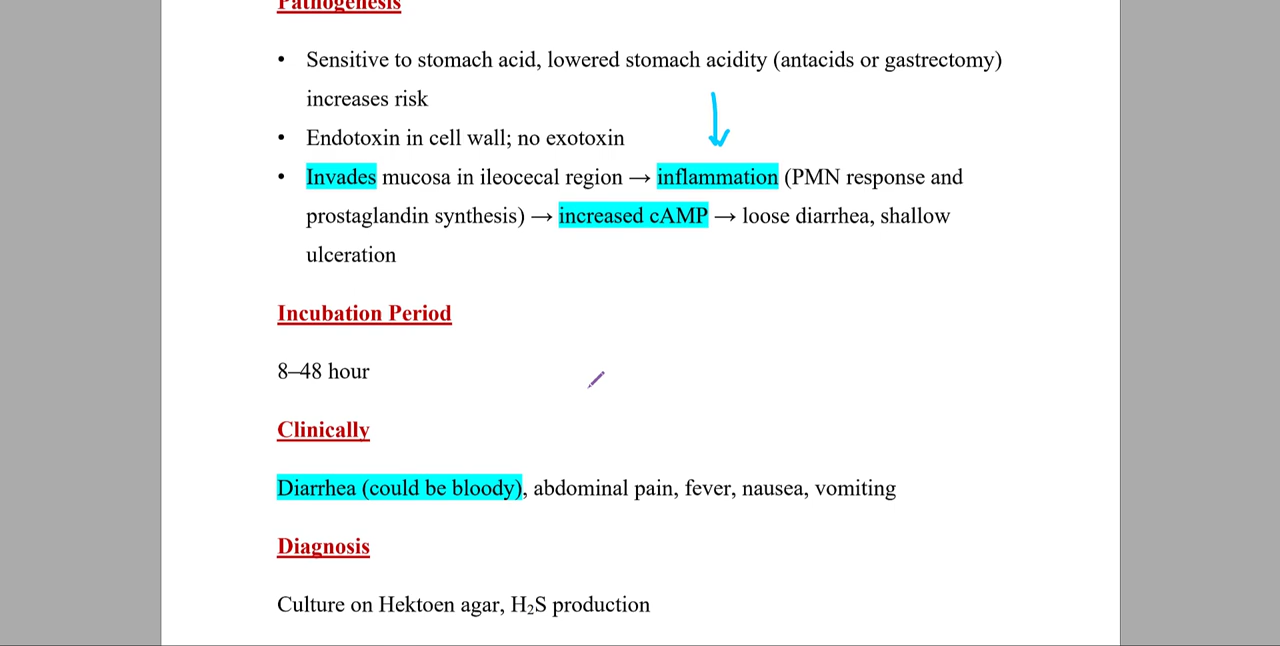 Pathogenesis
• Sensitive to stomach acid, lowered stomach acidity (antacids or gastrectomy)
increases risk
• Endotoxin in cell wall; no exotoxin
• Invades mucosa in ileocecal region → inflammation (PMN response and
prostaglandin synthesis) → increased cAMP → loose diarrhea, shallow
ulceration
Incubation Period
8–48 hour
Clinically
Diarrhea (could be bloody), abdominal pain, fever, nausea, vomiting
Diagnosis
Culture on Hektoen agar, H₂S production